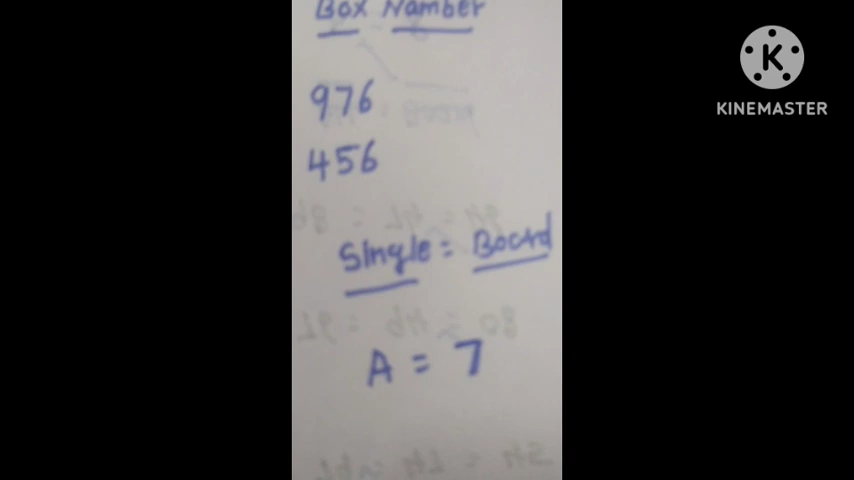 Box Number
976
456
Single = Board
A = 7
KINEMASTER